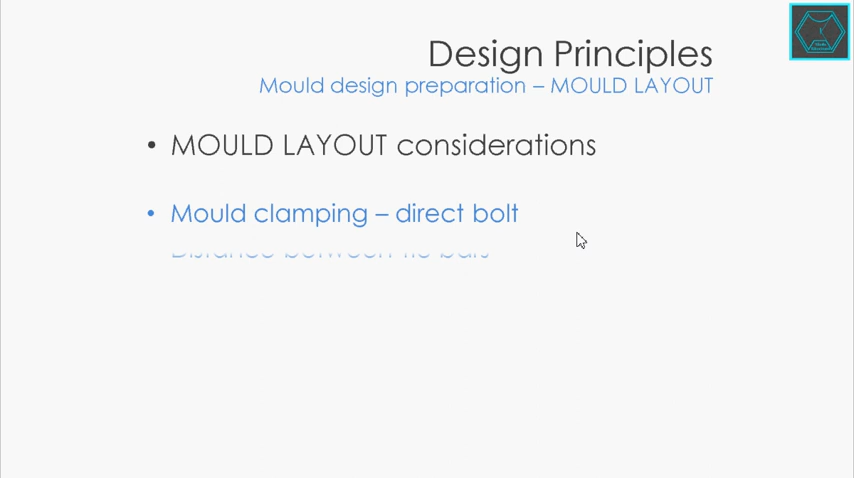 Design Principles
Mould design preparation – MOULD LAYOUT
• MOULD LAYOUT considerations
• Mould clamping – direct bolt
Distance between tie bars